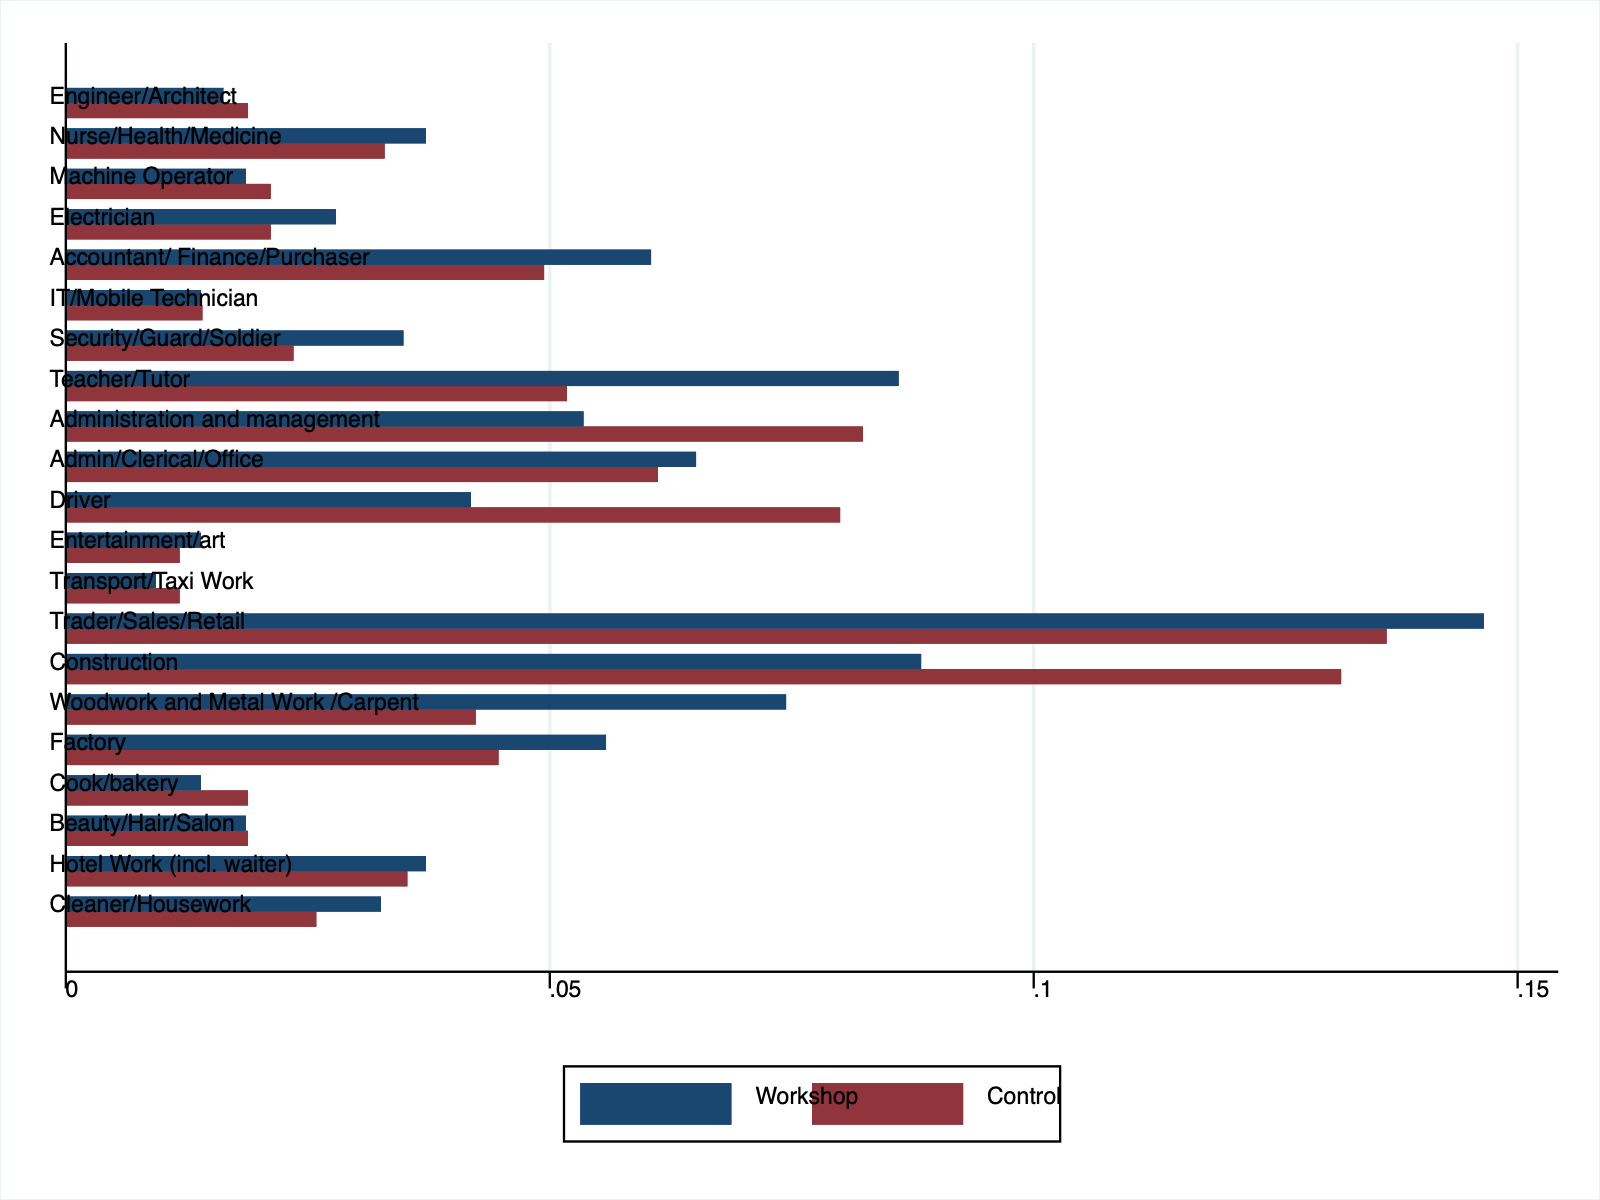 Engineer/Architect
Nurse/Health/Medicine
Machine Operator
Electrician
Accountant/ Finance/Purchaser
IT/Mobile Technician
Security/Guard/Soldier
Teacher/Tutor
Administration and management
Admin/Clerical/Office
Driver
Entertainment/art
Transport/Taxi Work
Trader/Sales/Retail
Construction
Woodwork and Metal Work /Carpent
Factory
Cook/bakery
Beauty/Hair/Salon
Hotel Work (incl. waiter)
Cleaner/Housework
0 .05 .1 .15
Workshop Control